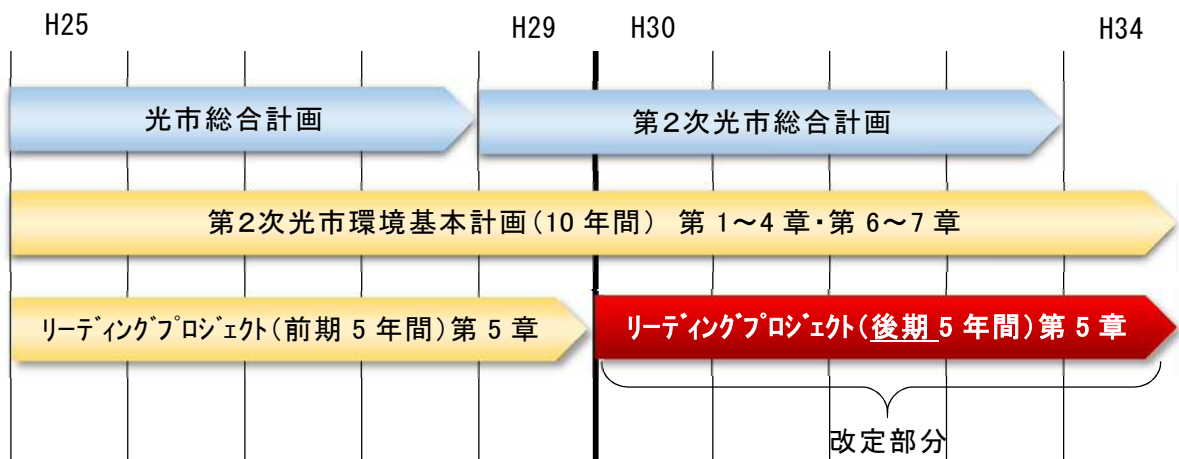 H25 H29 H30 H34
光市総合計画 第2次光市総合計画
第2次光市環境基本計画(10年間) 第1～4章・第6～7章
ﾘｰﾃﾞｨﾝｸﾞﾌﾟﾛｼﾞｪｸﾄ(前期5年間)第5章 ﾘｰﾃﾞｨﾝｸﾞﾌﾟﾛｼﾞｪｸﾄ(後期5年間)第5章
改定部分